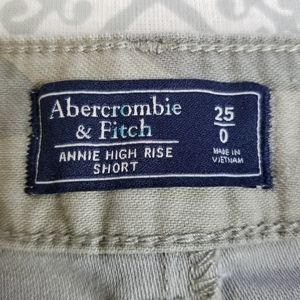 Abercrombie
& Fitch
ANNIE HIGH RISE
SHORT
25
0
MADE IN
VIETNAM